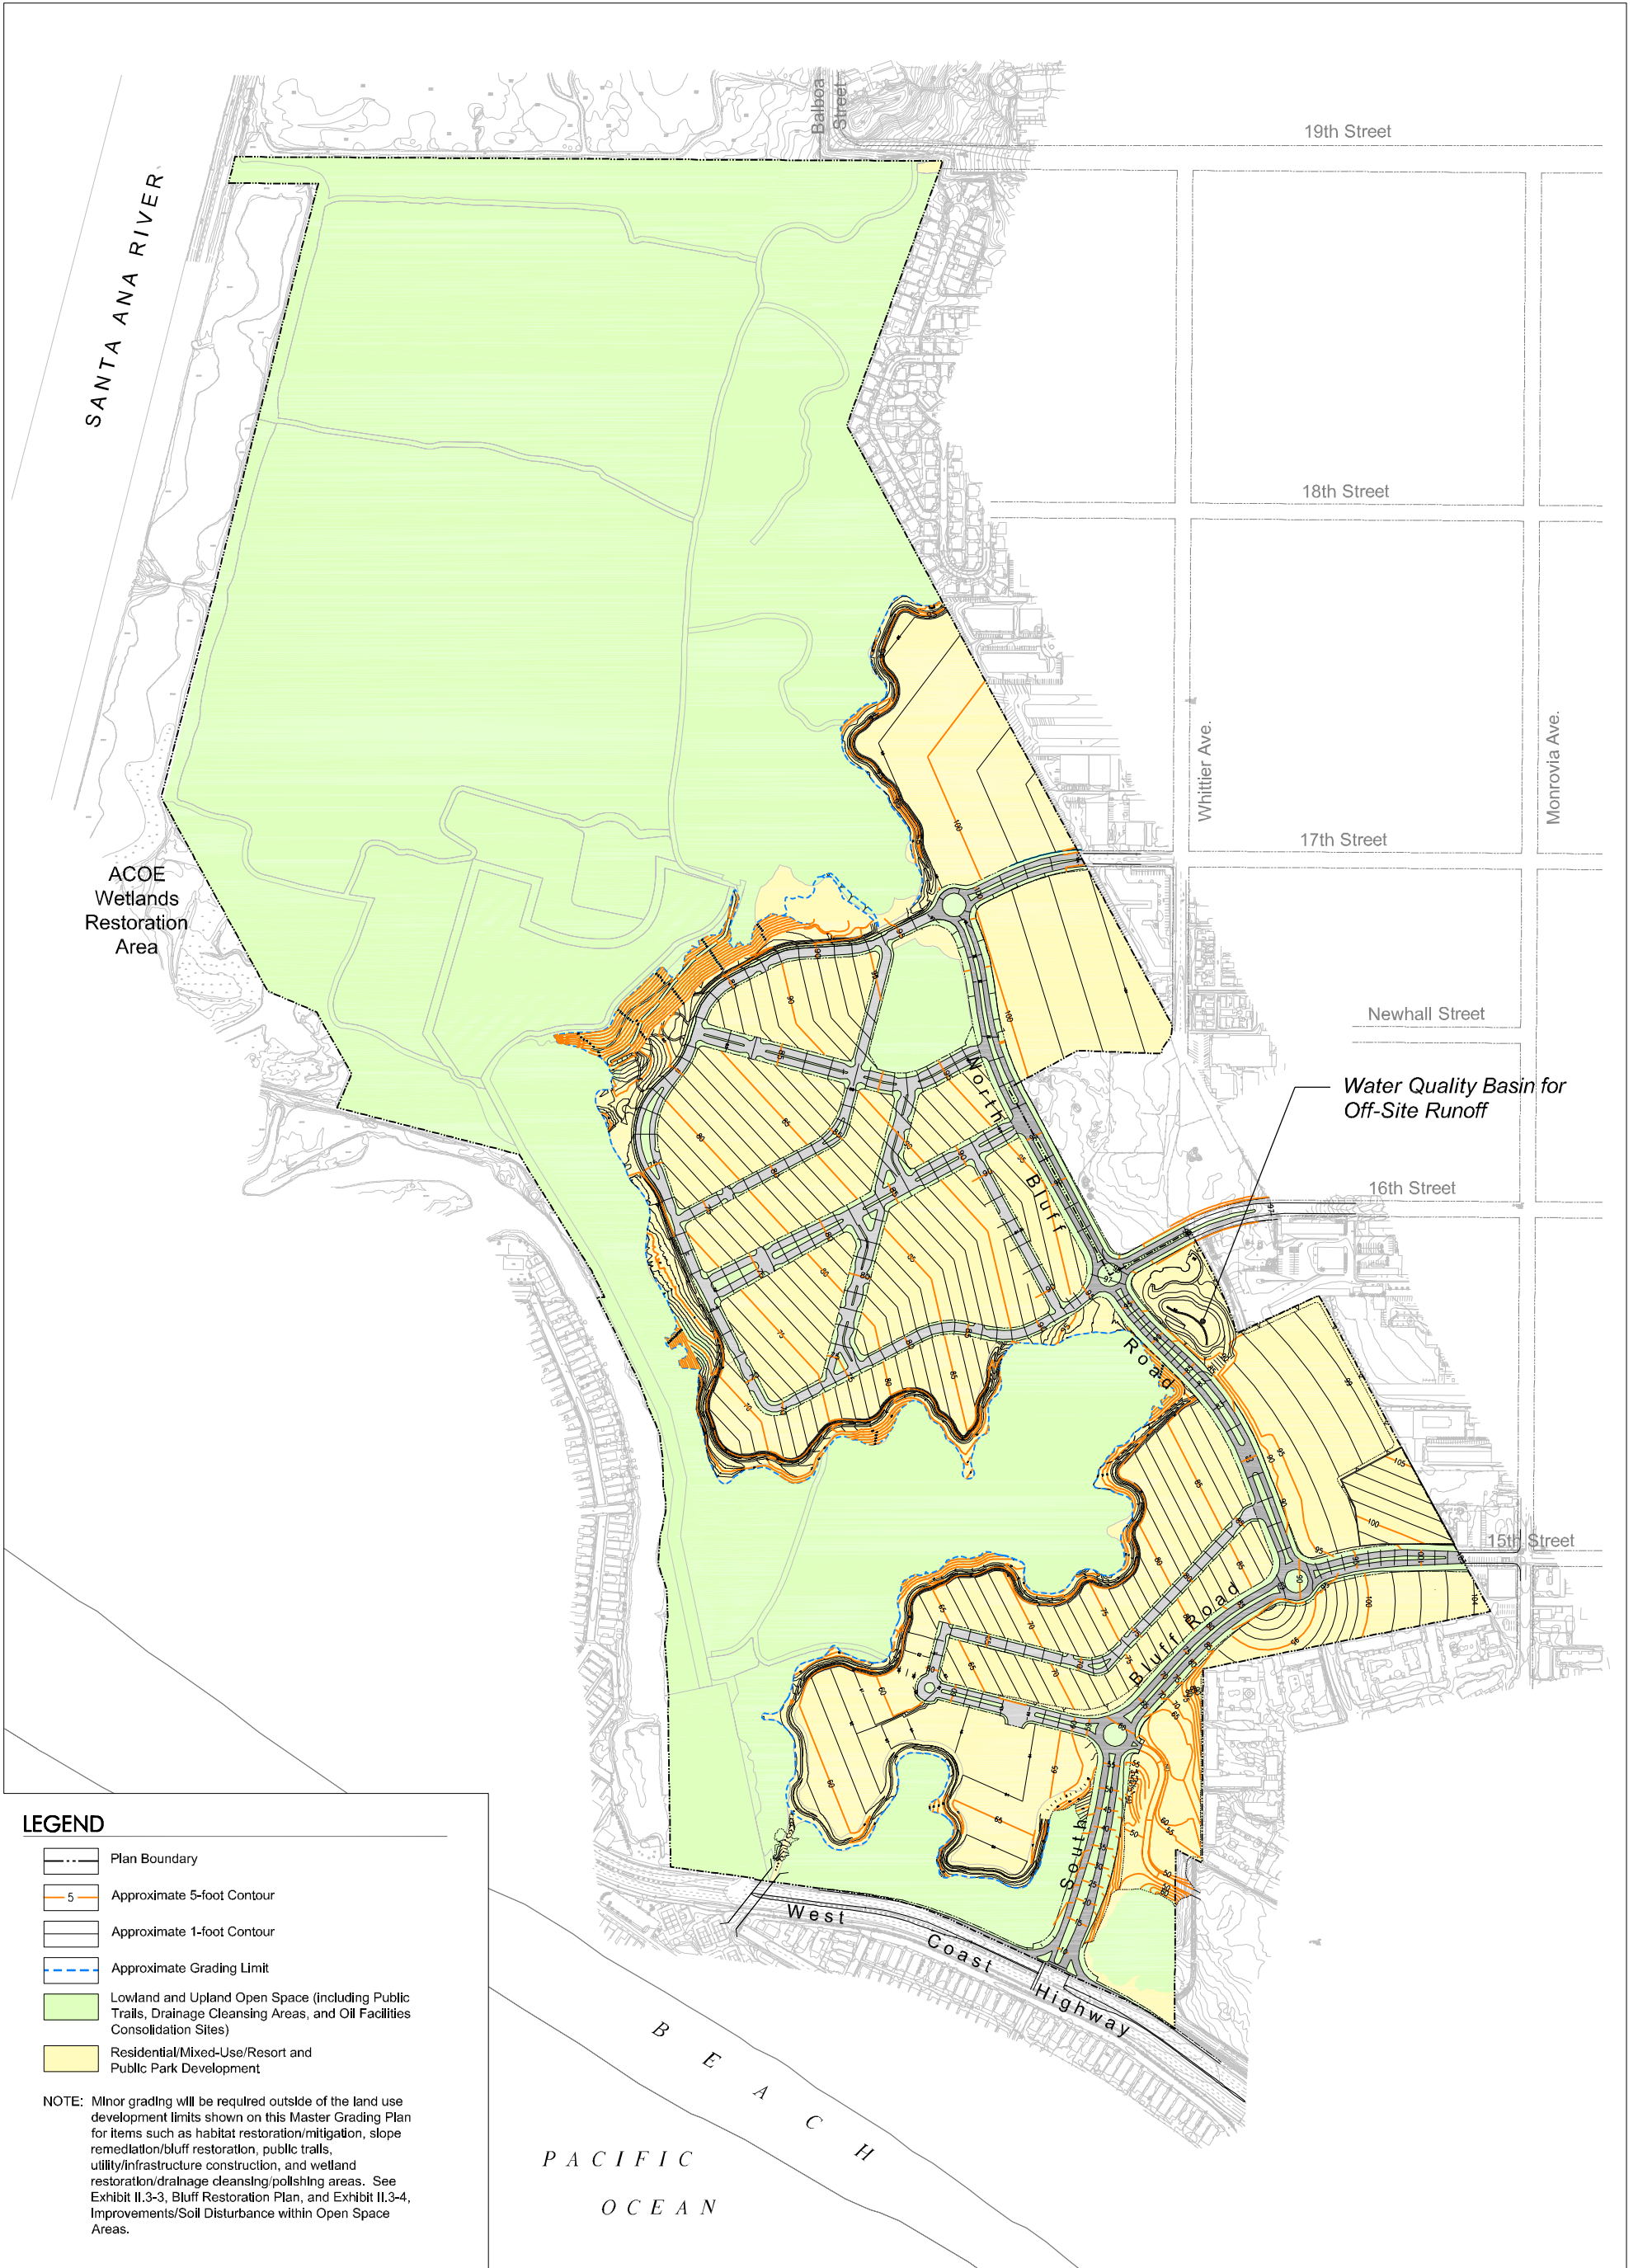 Balboa
Street
19th Street
SANTA ANA RIVER
18th Street
Whittier Ave.
Monrovia Ave.
17th Street
ACOE
Wetlands
Restoration
Area
Newhall Street
Water Quality Basin for
Off-Site Runoff
16th Street
North Bluff Road
15th Street
South Bluff Road
West Coast Highway
BEACH
PACIFIC
OCEAN
LEGEND
Plan Boundary
5
Approximate 5-foot Contour
Approximate 1-foot Contour
Approximate Grading Limit
Lowland and Upland Open Space (including Public
Trails, Drainage Cleansing Areas, and Oil Facilities
Consolidation Sites)
Residential/Mixed-Use/Resort and
Public Park Development
NOTE: Minor grading will be required outside of the land use
development limits shown on this Master Grading Plan
for items such as habitat restoration/mitigation, slope
remediation/bluff restoration, public trails,
utility/infrastructure construction, and wetland
restoration/drainage cleansing/polishing areas. See
Exhibit II.3-3, Bluff Restoration Plan, and Exhibit II.3-4,
Improvements/Soil Disturbance within Open Space
Areas.